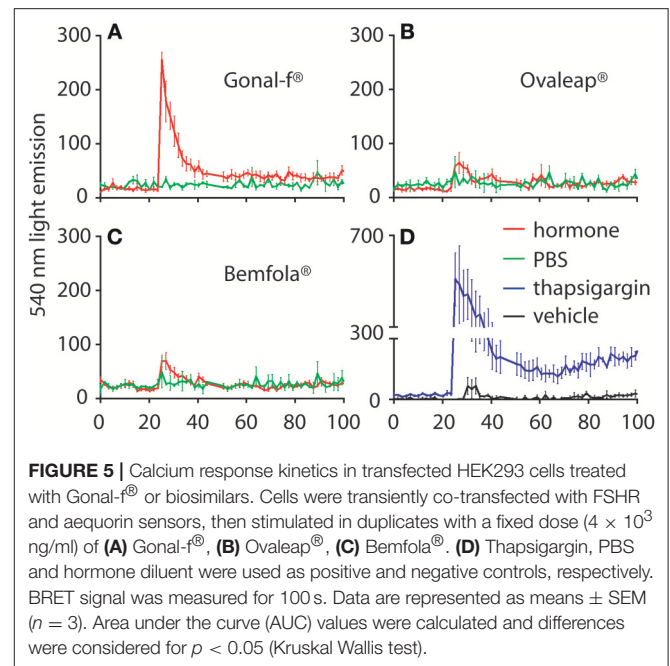 300
A
Gonal-f®
200
100
0
300
B
Ovaleap®
200
100
0
540 nm light emission
300
C
Bemfola®
200
100
0
0 20 40 60 80 100
700
D
hormone
PBS
thapsigargin
vehicle
300
0
0 20 40 60 80 100
FIGURE 5 | Calcium response kinetics in transfected HEK293 cells treated
with Gonal-f® or biosimilars. Cells were transiently co-transfected with FSHR
and aequorin sensors, then stimulated in duplicates with a fixed dose (4 × 10³
ng/ml) of (A) Gonal-f®, (B) Ovaleap®, (C) Bemfola®. (D) Thapsigargin, PBS
and hormone diluent were used as positive and negative controls, respectively.
BRET signal was measured for 100 s. Data are represented as means ± SEM
(n = 3). Area under the curve (AUC) values were calculated and differences
were considered for p < 0.05 (Kruskal Wallis test).